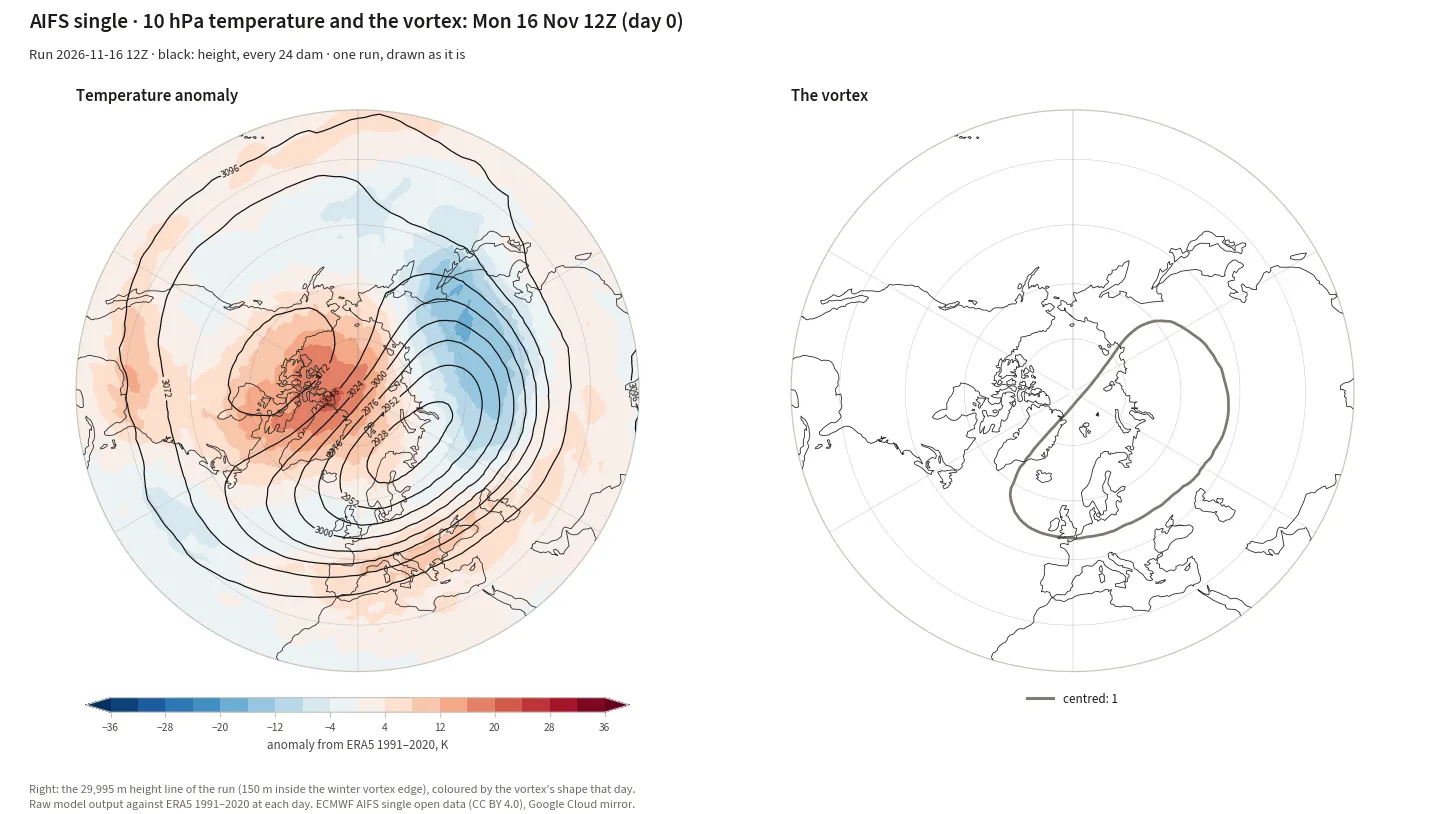 AIFS single · 10 hPa temperature and the vortex: Mon 16 Nov 12Z (day 0)
Run 2026-11-16 12Z · black: height, every 24 dam · one run, drawn as it is
Temperature anomaly
The vortex
3096
3072
3096
3024
3000
2976
2952
2928
2952
3000
centred: 1
−36 −28 −20 −12 −4 4 12 20 28 36
anomaly from ERA5 1991–2020, K
Right: the 29,995 m height line of the run (150 m inside the winter vortex edge), coloured by the vortex's shape that day.
Raw model output against ERA5 1991–2020 at each day. ECMWF AIFS single open data (CC BY 4.0), Google Cloud mirror.